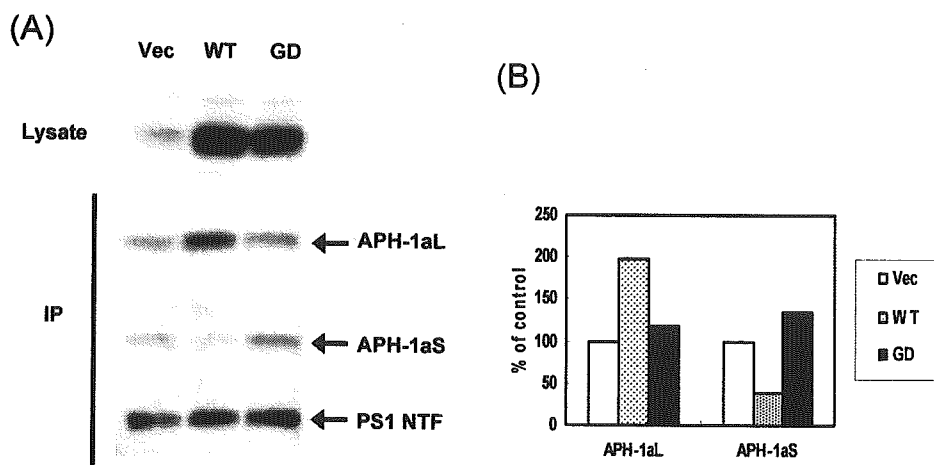 (A)
Vec WT GD
Lysate
IP
APH-1aL
APH-1aS
PS1 NTF
(B)
% of control
250
200
150
100
50
0
APH-1aL APH-1aS
Vec
WT
GD